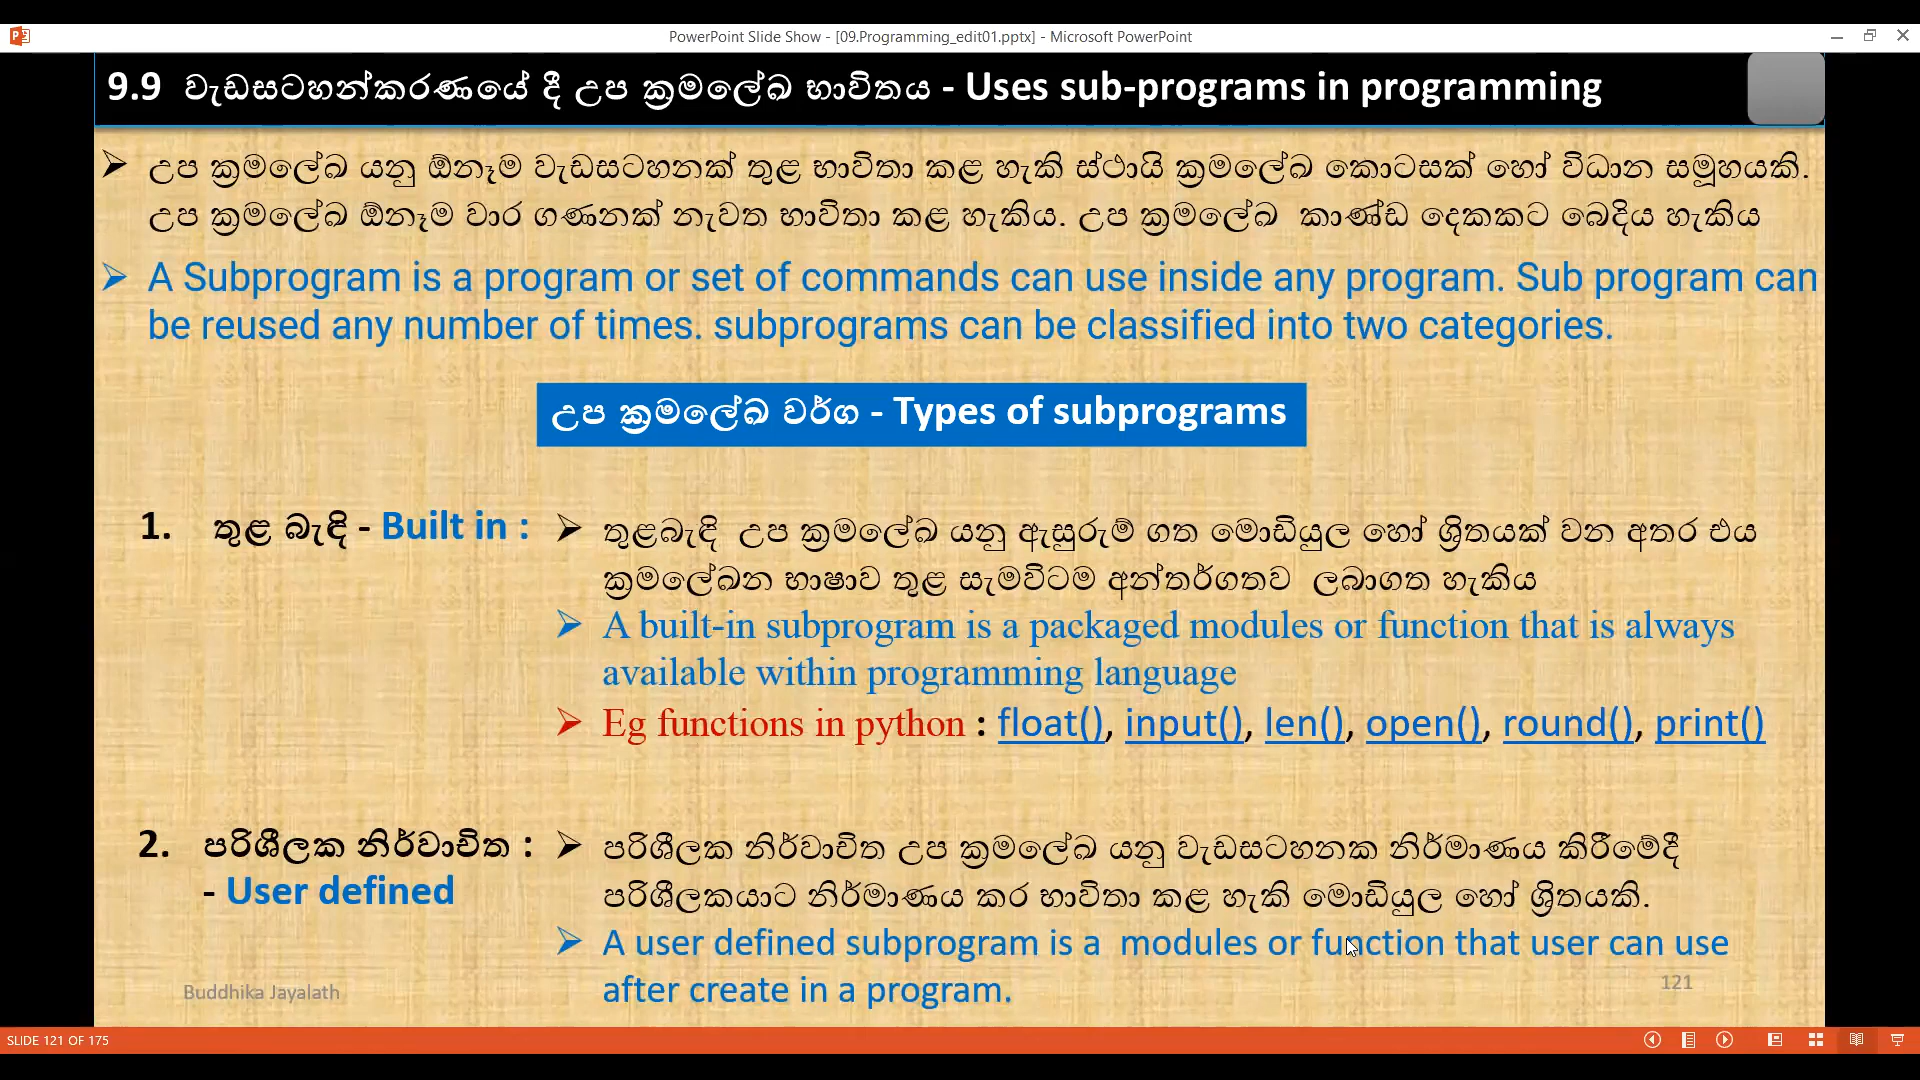 PowerPoint Slide Show - [09.Programming_edit01.pptx] - Microsoft PowerPoint
9.9 වැඩසටහන්කරණයේ දී උප ක්‍රමලේඛ භාවිතය - Uses sub-programs in programming
උප ක්‍රමලේඛ යනු ඕනෑම වැඩසටහනක් තුළ භාවිතා කළ හැකි ස්ථායි ක්‍රමලේඛ කොටසක් හෝ විධාන සමූහයකි.
උප ක්‍රමලේඛ ඕනෑම වාර ගණනක් නැවත භාවිතා කළ හැකිය. උප ක්‍රමලේඛ කාණ්ඩ දෙකකට බෙදිය හැකිය
A Subprogram is a program or set of commands can use inside any program. Sub program can
be reused any number of times. subprograms can be classified into two categories.
උප ක්‍රමලේඛ වර්ග - Types of subprograms
1. තුළ බැඳි - Built in :
තුළබැඳි උප ක්‍රමලේඛ යනු ඇසුරුම් ගත මොඩියුල හෝ ශ්‍රිතයක් වන අතර එය
ක්‍රමලේඛන භාෂාව තුළ සැමවිටම අන්තර්ගතව ලබාගත හැකිය
A built-in subprogram is a packaged modules or function that is always
available within programming language
Eg functions in python : float(), input(), len(), open(), round(), print()
2. පරිශීලක නිර්වාචිත :
- User defined
පරිශීලක නිර්වාචිත උප ක්‍රමලේඛ යනු වැඩසටහනක නිර්මාණය කිරීමේදී
පරිශීලකයාට නිර්මාණය කර භාවිතා කළ හැකි මොඩියුල හෝ ශ්‍රිතයකි.
A user defined subprogram is a modules or function that user can use
after create in a program.
Buddhika Jayalath
121
SLIDE 121 OF 175